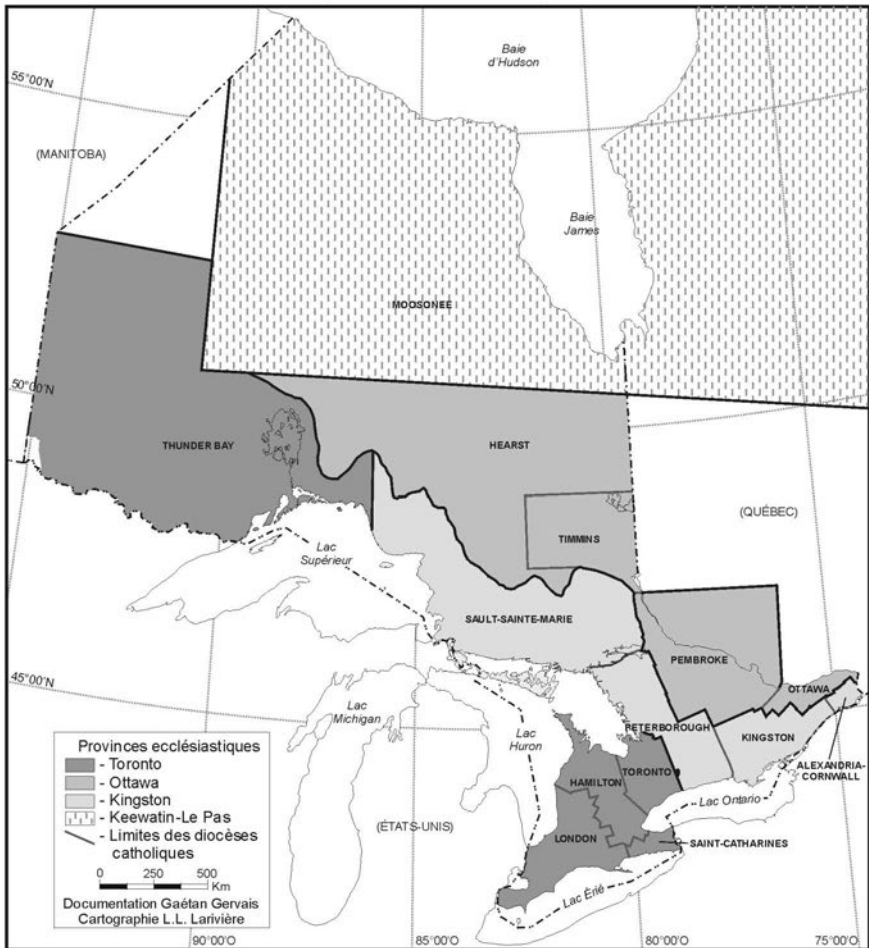 55°00'N
Baie
d'Hudson
(MANITOBA)
Baie
James
MOOSONEE
50°00'N
THUNDER BAY
HEARST
(QUÉBEC)
TIMMINS
Lac
Supérieur
SAULT-SAINTE-MARIE
PEMBROKE
45°00'N
OTTAWA
Lac
Michigan
Lac
Huron
PETERBOROUGH
KINGSTON
ALEXANDRIA-
CORNWALL
HAMILTON
TORONTO
Lac Ontario
(ÉTATS-UNIS)
LONDON
SAINT-CATHARINES
Lac Érié
Provinces ecclésiastiques
- Toronto
- Ottawa
- Kingston
- Keewatin-Le Pas
- Limites des diocèses
catholiques
0 250 500
Km
Documentation Gaétan Gervais
Cartographie L.L. Larivière
90°00'O
85°00'O
80°00'O
75°00'O